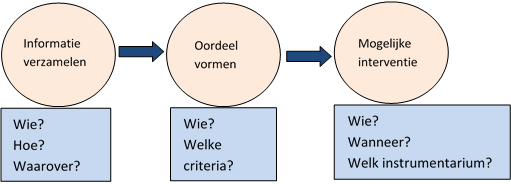 Informatie
verzamelen
Wie?
Hoe?
Waarover?
Oordeel
vormen
Wie?
Welke
criteria?
Mogelijke
interventie
Wie?
Wanneer?
Welk instrumentarium?